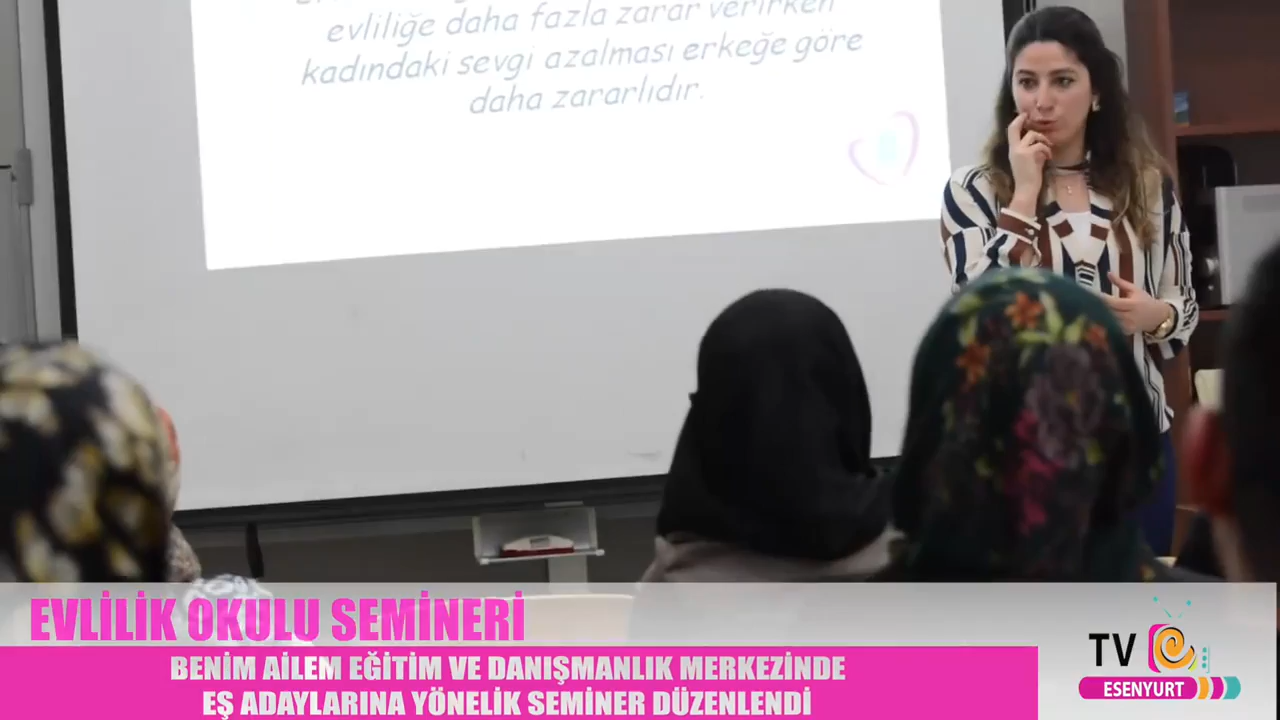 evliliğe daha fazla zarar verirken
kadındaki sevgi azalması erkeğe göre
daha zararlıdır.
EVLİLİK OKULU SEMİNERİ
BENİM AİLEM EĞİTİM VE DANIŞMANLIK MERKEZİNDE
EŞ ADAYLARINA YÖNELİK SEMİNER DÜZENLENDİ
TV
ESENYURT